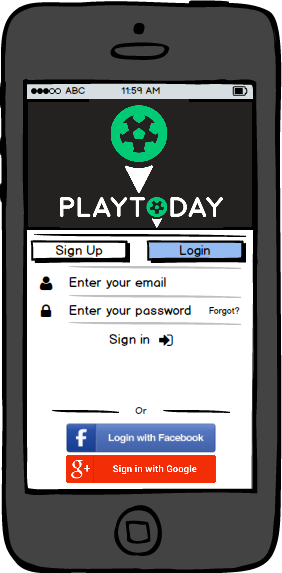 ABC 11:59 AM
PLAYTODAY
Sign Up Login
Enter your email
Enter your password Forgot?
Sign in
Or
f Login with Facebook
g+ Sign in with Google